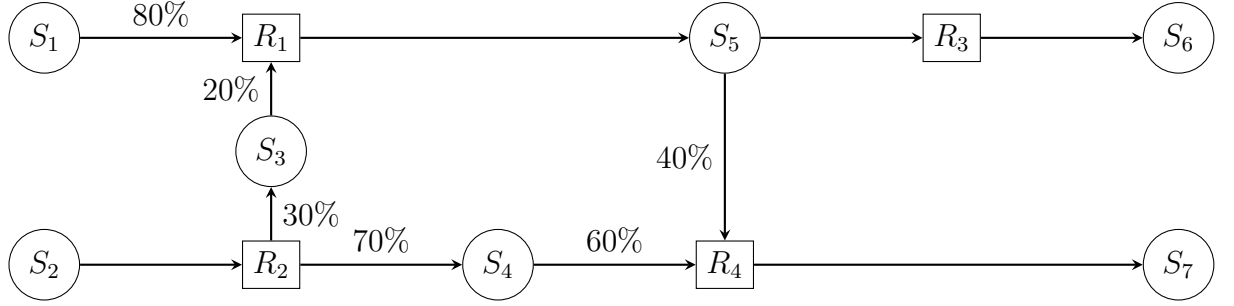 80%
S₁ R₁ S₅ R₃ S₆
20%
S₃
40%
30%
70% 60%
S₂ R₂ S₄ R₄ S₇